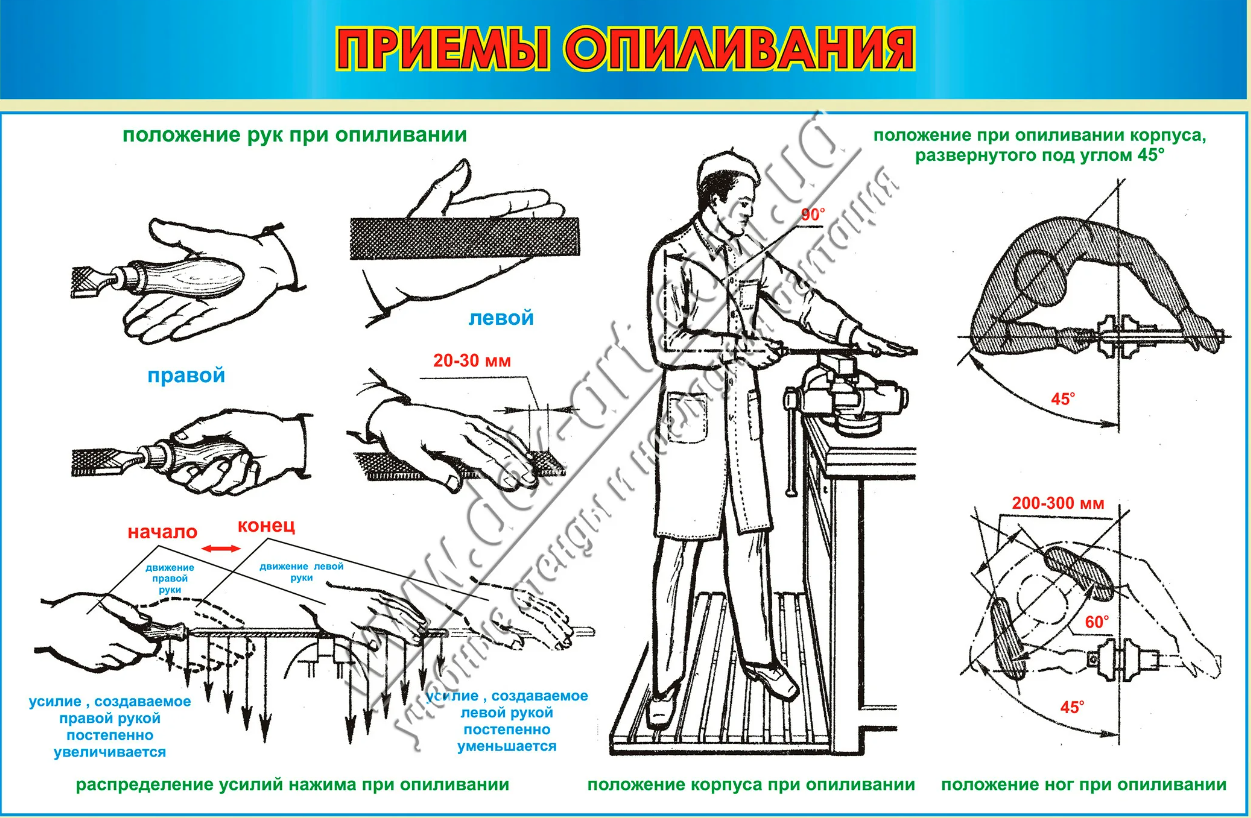 ПРИЕМЫ ОПИЛИВАНИЯ
положение рук при опиливании
левой
20-30 мм
правой
начало
конец
движение
правой
руки
движение левой
руки
усилие , создаваемое
правой рукой
постепенно
увеличивается
усилие , создаваемое
левой рукой
постепенно
уменьшается
распределение усилий нажима при опиливании
90°
положение корпуса при опиливании
положение при опиливании корпуса,
развернутого под углом 45°
45°
200-300 мм
60°
45°
положение ног при опиливании